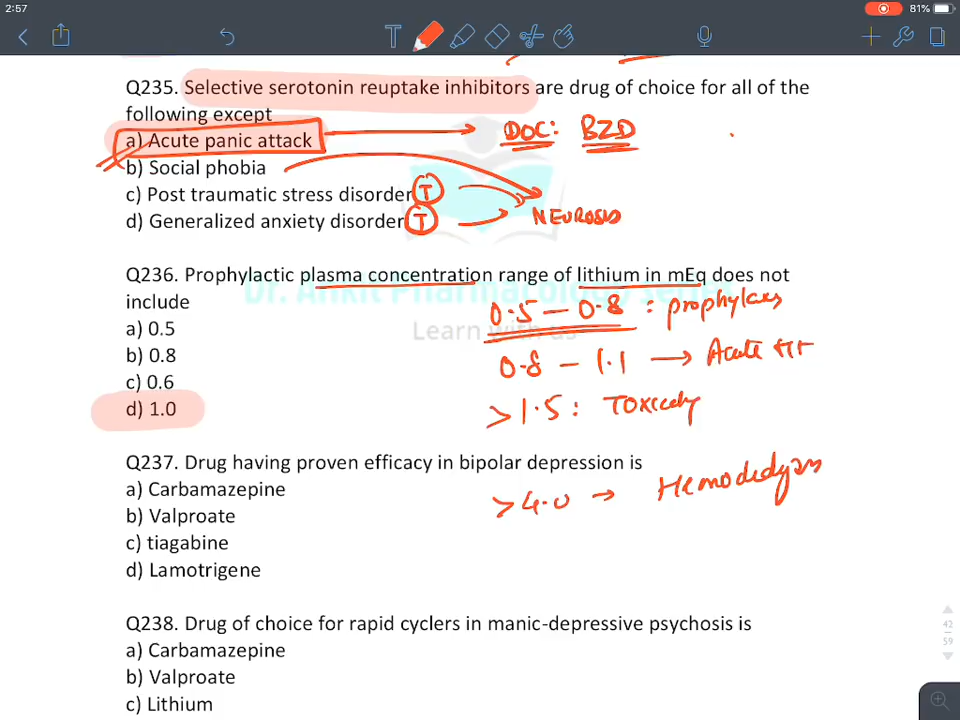 2:57
81%
T
Q235. Selective serotonin reuptake inhibitors are drug of choice for all of the
following except
a) Acute panic attack
DOC: BZD
b) Social phobia
c) Post traumatic stress disorder T
d) Generalized anxiety disorder T
NEUROSIS
Q236. Prophylactic plasma concentration range of lithium in mEq does not
include
0.5 – 0.8 : prophylaxis
Learn with us
a) 0.5
b) 0.8
0.8 – 1.1 → Acute ttt
c) 0.6
d) 1.0
>1.5 : Toxicity
Q237. Drug having proven efficacy in bipolar depression is
a) Carbamazepine
>4.0 → Hemodialysis
b) Valproate
c) tiagabine
d) Lamotrigene
Q238. Drug of choice for rapid cyclers in manic-depressive psychosis is
a) Carbamazepine
b) Valproate
c) Lithium
42
59